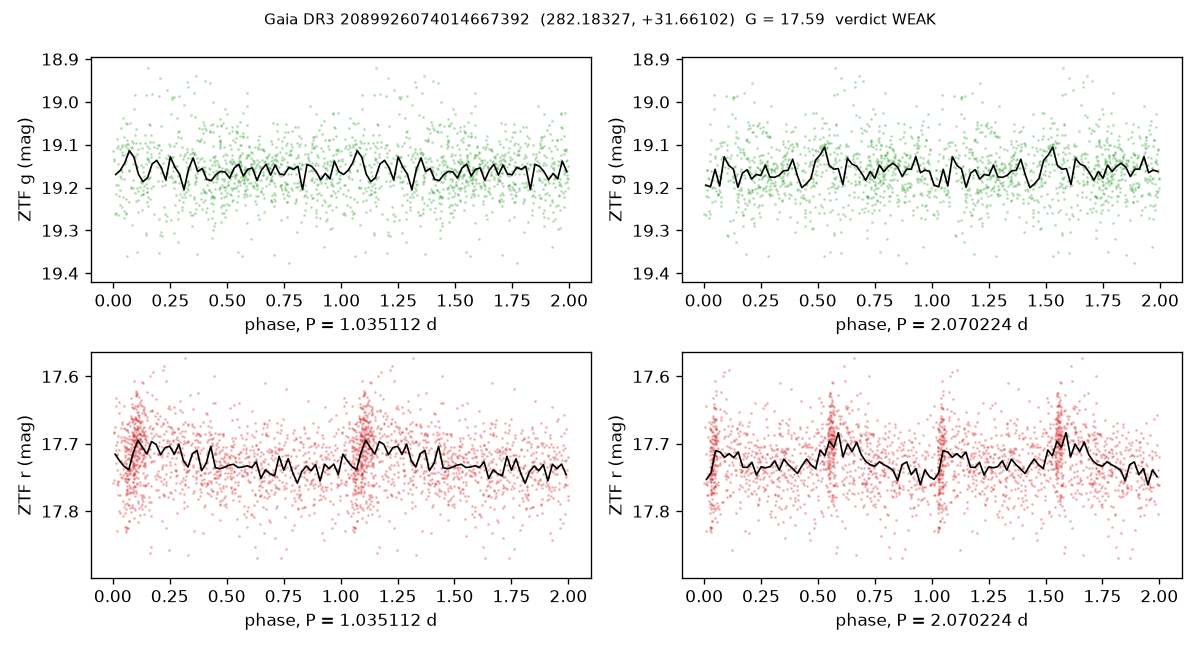 Gaia DR3 2089926074014667392 (282.18327, +31.66102) G = 17.59 verdict WEAK
18.9
19.0
19.1
19.2
19.3
19.4
ZTF g (mag)
0.00 0.25 0.50 0.75 1.00 1.25 1.50 1.75 2.00
phase, P = 1.035112 d
18.9
19.0
19.1
19.2
19.3
19.4
ZTF g (mag)
0.00 0.25 0.50 0.75 1.00 1.25 1.50 1.75 2.00
phase, P = 2.070224 d
17.6
17.7
17.8
ZTF r (mag)
0.00 0.25 0.50 0.75 1.00 1.25 1.50 1.75 2.00
phase, P = 1.035112 d
17.6
17.7
17.8
ZTF r (mag)
0.00 0.25 0.50 0.75 1.00 1.25 1.50 1.75 2.00
phase, P = 2.070224 d